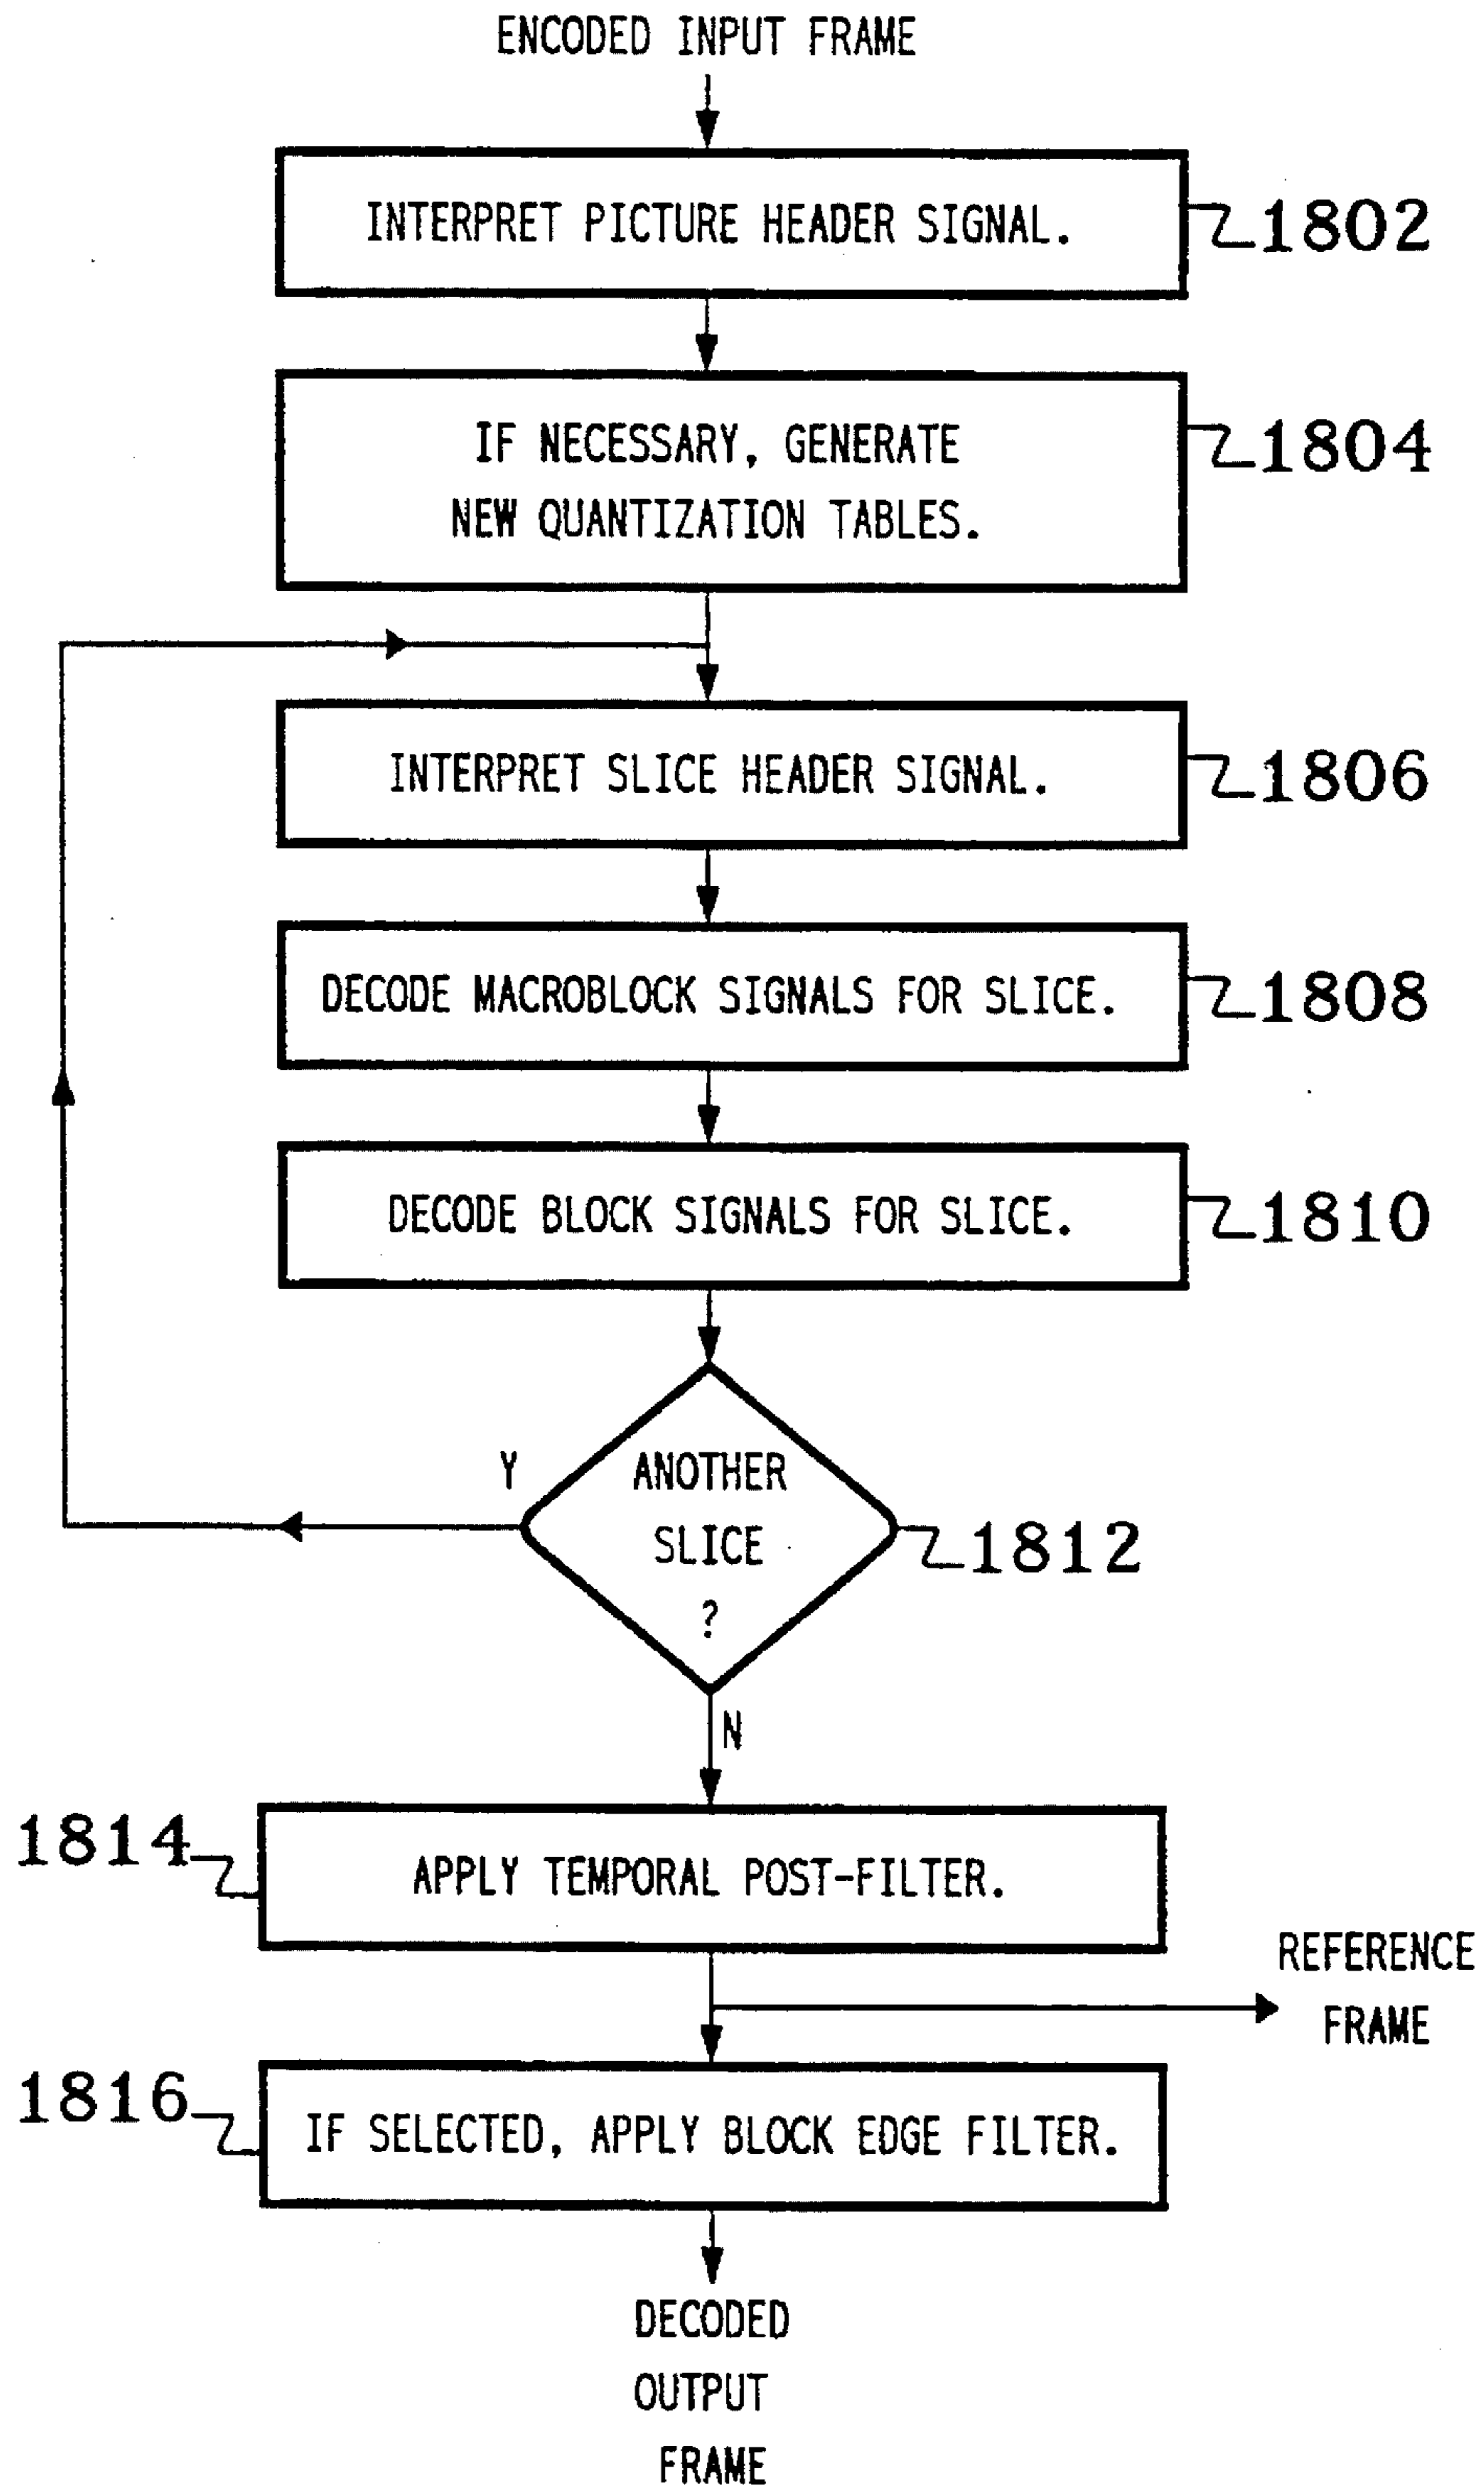 ENCODED INPUT FRAME
INTERPRET PICTURE HEADER SIGNAL.
1802
IF NECESSARY, GENERATE
NEW QUANTIZATION TABLES.
1804
INTERPRET SLICE HEADER SIGNAL.
1806
DECODE MACROBLOCK SIGNALS FOR SLICE.
1808
DECODE BLOCK SIGNALS FOR SLICE.
1810
Y
ANOTHER
SLICE
?
1812
N
1814
APPLY TEMPORAL POST-FILTER.
REFERENCE
FRAME
1816
IF SELECTED, APPLY BLOCK EDGE FILTER.
DECODED
OUTPUT
FRAME